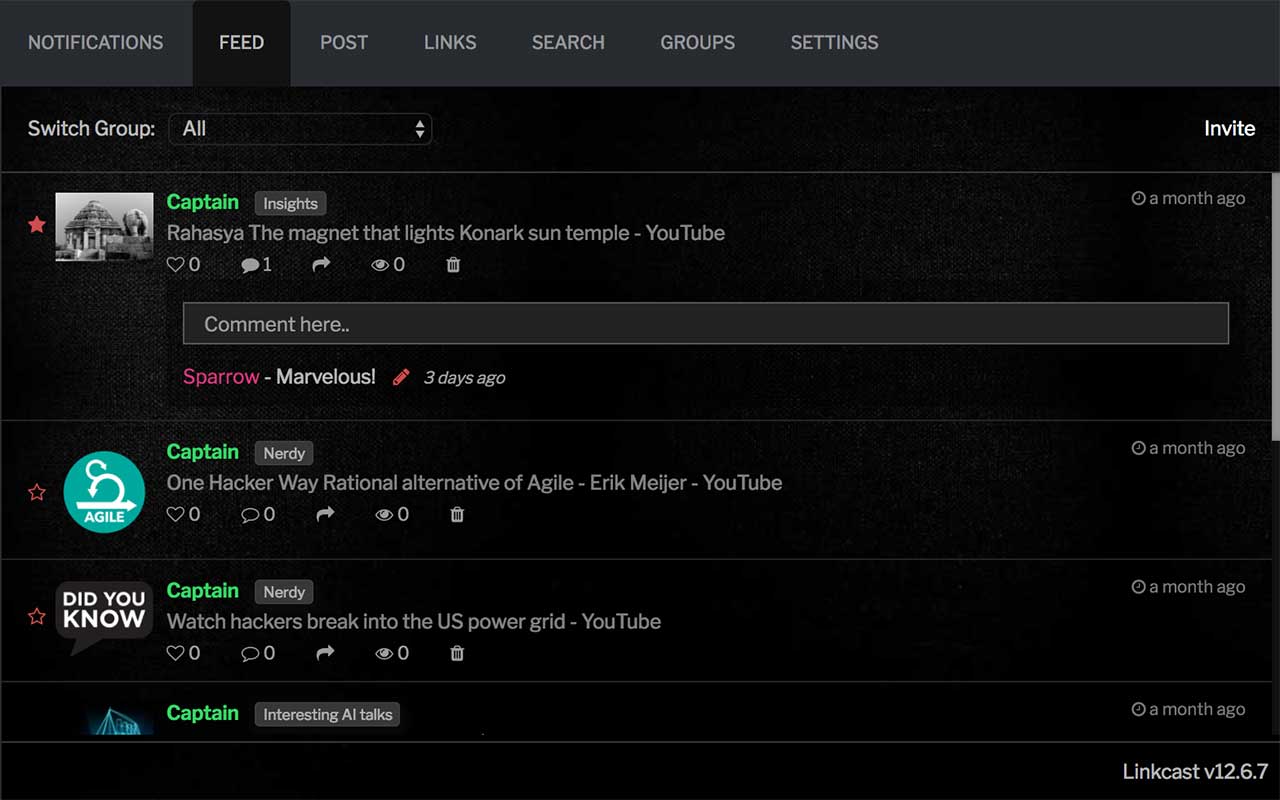 NOTIFICATIONS FEED POST LINKS SEARCH GROUPS SETTINGS
Switch Group: All Invite
Captain Insights a month ago
Rahasya The magnet that lights Konark sun temple - YouTube
0 1 0
Comment here..
Sparrow - Marvelous! 3 days ago
Captain Nerdy a month ago
One Hacker Way Rational alternative of Agile - Erik Meijer - YouTube
AGILE
0 0 0
Captain Nerdy a month ago
DID YOU
KNOW
Watch hackers break into the US power grid - YouTube
0 0 0
Captain Interesting AI talks a month ago
Linkcast v12.6.7